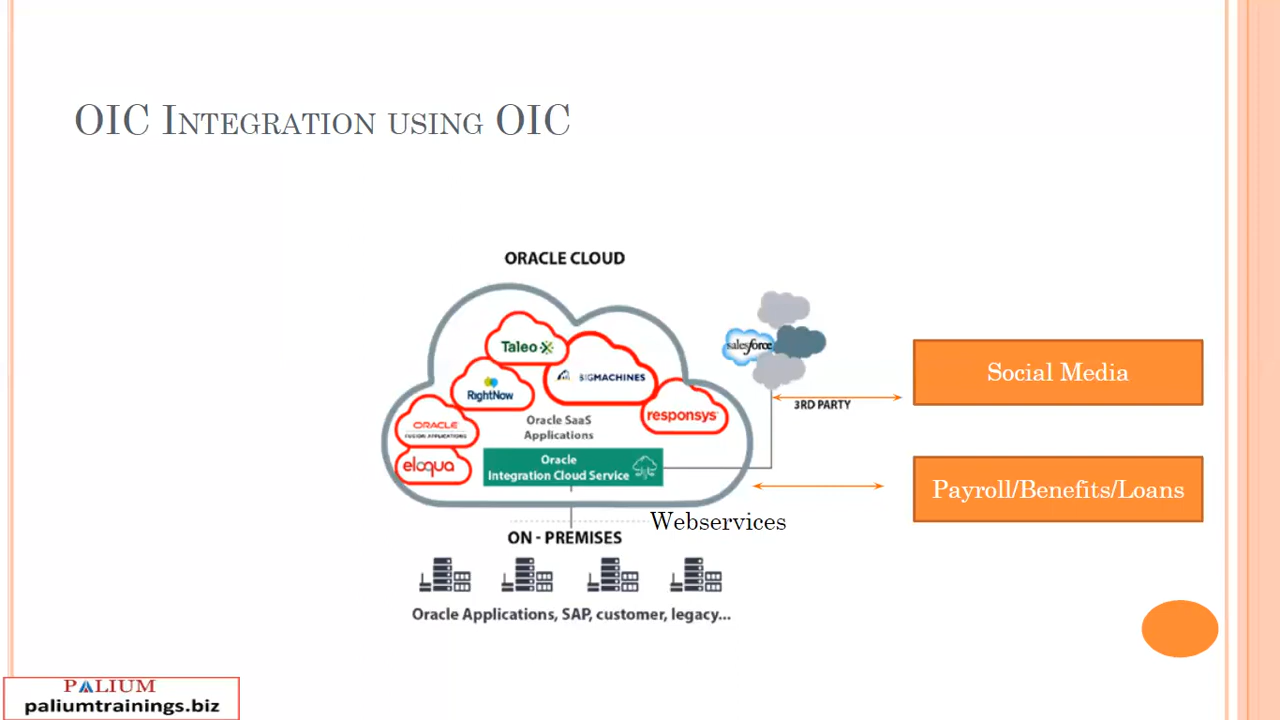 OIC INTEGRATION USING OIC
ORACLE CLOUD
Taleo
BIGMACHINES
RightNow
responsys
ORACLE
FUSION APPLICATIONS
eloqua
Oracle SaaS
Applications
Oracle
Integration Cloud Service
salesforce
3RD PARTY
Social Media
Payroll/Benefits/Loans
Webservices
ON - PREMISES
Oracle Applications, SAP, customer, legacy...
PALIUM
paliumtrainings.biz